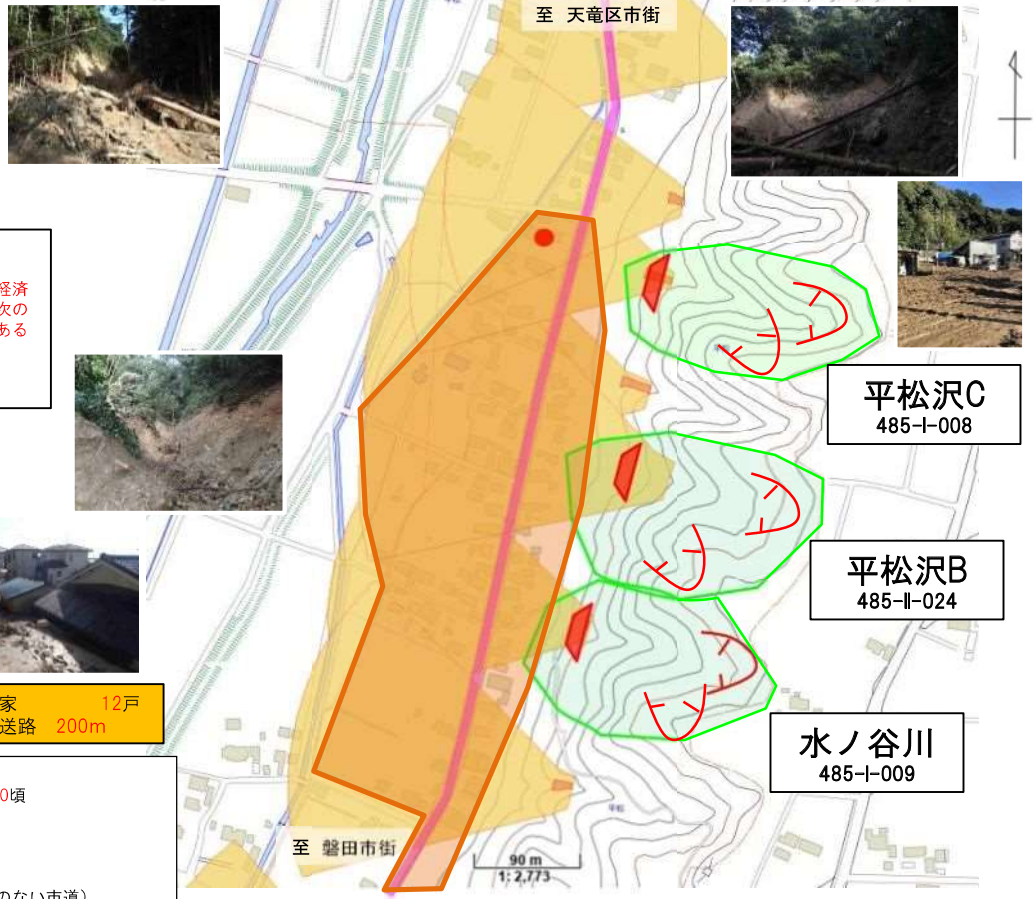 至 天竜区市街
経済
次の
ある
平松沢C
485-Ⅰ-008
平松沢B
485-Ⅱ-024
家 12戸
送路 200m
水ノ谷川
485-Ⅰ-009
0頃
至 磐田市街
90 m
1: 2,773
のない市道)